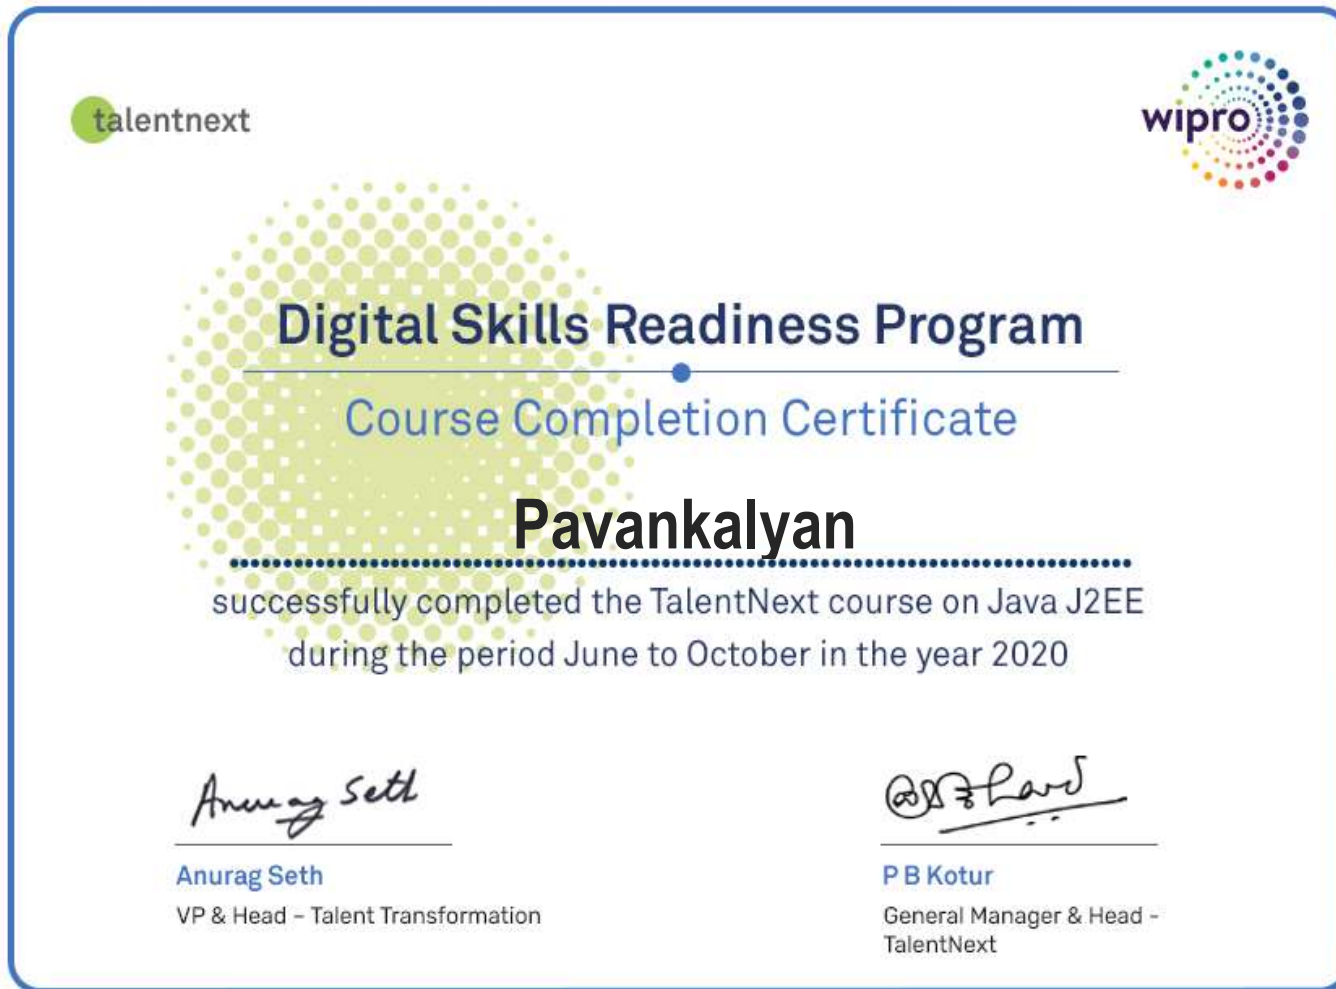 talentnext
wipro
Digital Skills Readiness Program
Course Completion Certificate
Pavankalyan
successfully completed the TalentNext course on Java J2EE
during the period June to October in the year 2020
Anurag Seth
Anurag Seth
P B Kotur
VP & Head – Talent Transformation
General Manager & Head -
TalentNext